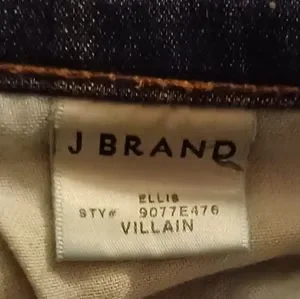 J BRAND
ELLIS
STY# 9077E476
VILLAIN